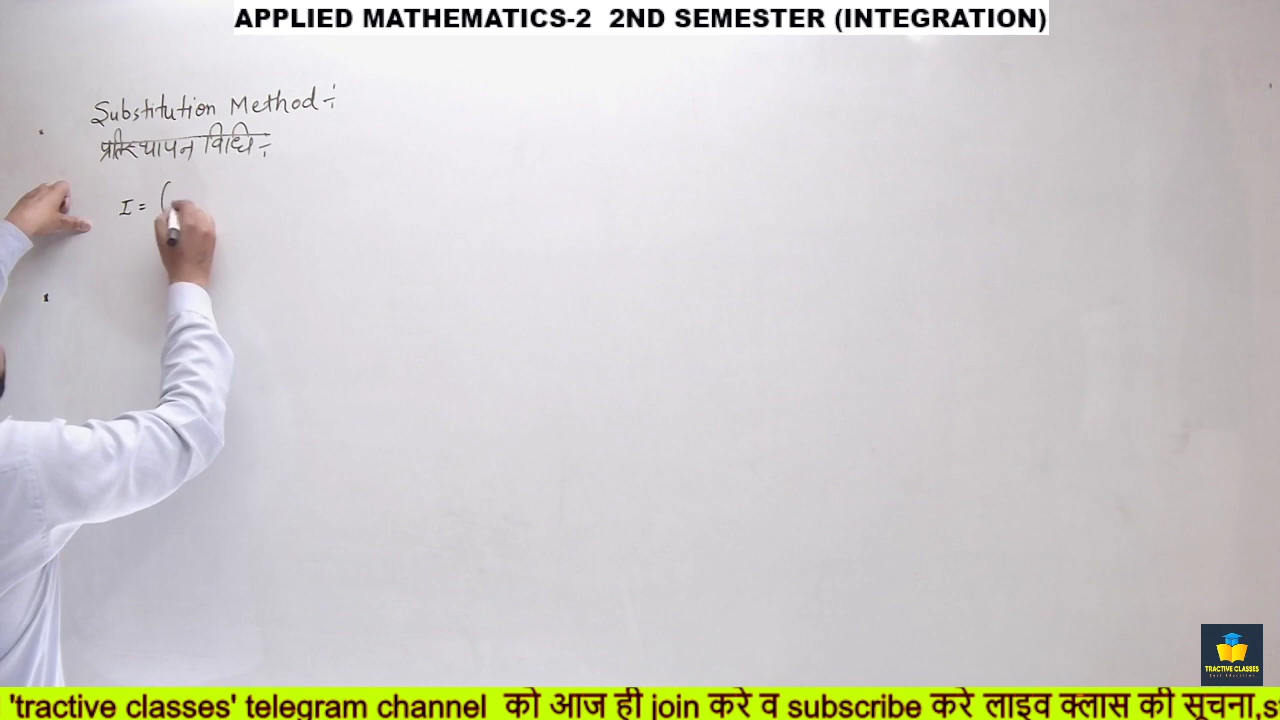 APPLIED MATHEMATICS-2 2ND SEMESTER (INTEGRATION)
Substitution Method :-
प्रतिस्थापन विधि :-
I = ∫
TRACTIVE CLASSES
'tractive classes' telegram channel को आज ही join करे व subscribe करे लाइव क्लास की सूचना,s